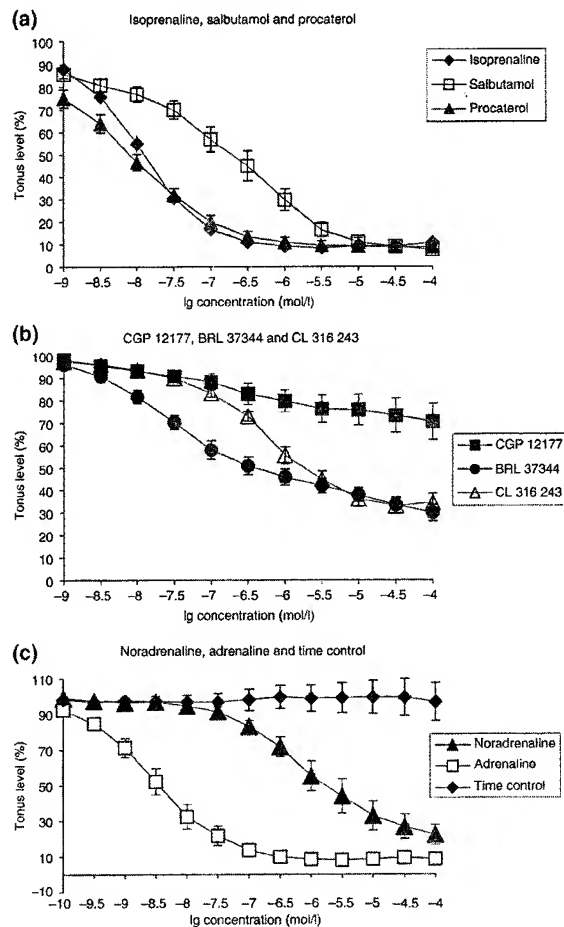 (a)
Isoprenaline, salbutamol and procaterol
Tonus level (%)
100
90
80
70
60
50
40
30
20
10
0
Isoprenaline
Salbutamol
Procaterol
−9 −8.5 −8 −7.5 −7 −6.5 −6 −5.5 −5 −4.5 −4
lg concentration (mol/l)
(b)
CGP 12177, BRL 37344 and CL 316 243
Tonus level (%)
100
90
80
70
60
50
40
30
20
10
0
CGP 12177
BRL 37344
CL 316 243
−9 −8.5 −8 −7.5 −7 −6.5 −6 −5.5 −5 −4.5 −4
lg concentration (mol/l)
(c)
Noradrenaline, adrenaline and time control
Tonus level (%)
110
90
70
50
30
10
−10
Noradrenaline
Adrenaline
Time control
−10 −9.5 −9 −8.5 −8 −7.5 −7 −6.5 −6 −5.5 −5 −4.5 −4
lg concentration (mol/l)